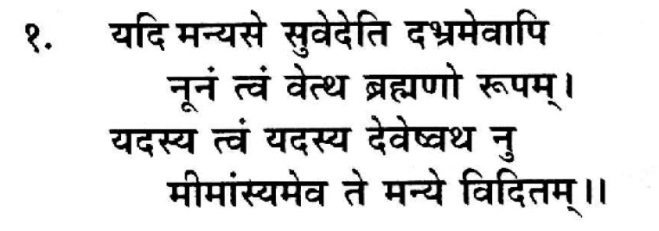 १. यदि मन्यसे सुवेदेति दभ्रमेवापि
नूनं त्वं वेत्थ ब्रह्मणो रूपम्।
यदस्य त्वं यदस्य देवेष्वथ नु
मीमांस्यमेव ते मन्ये विदितम्।।